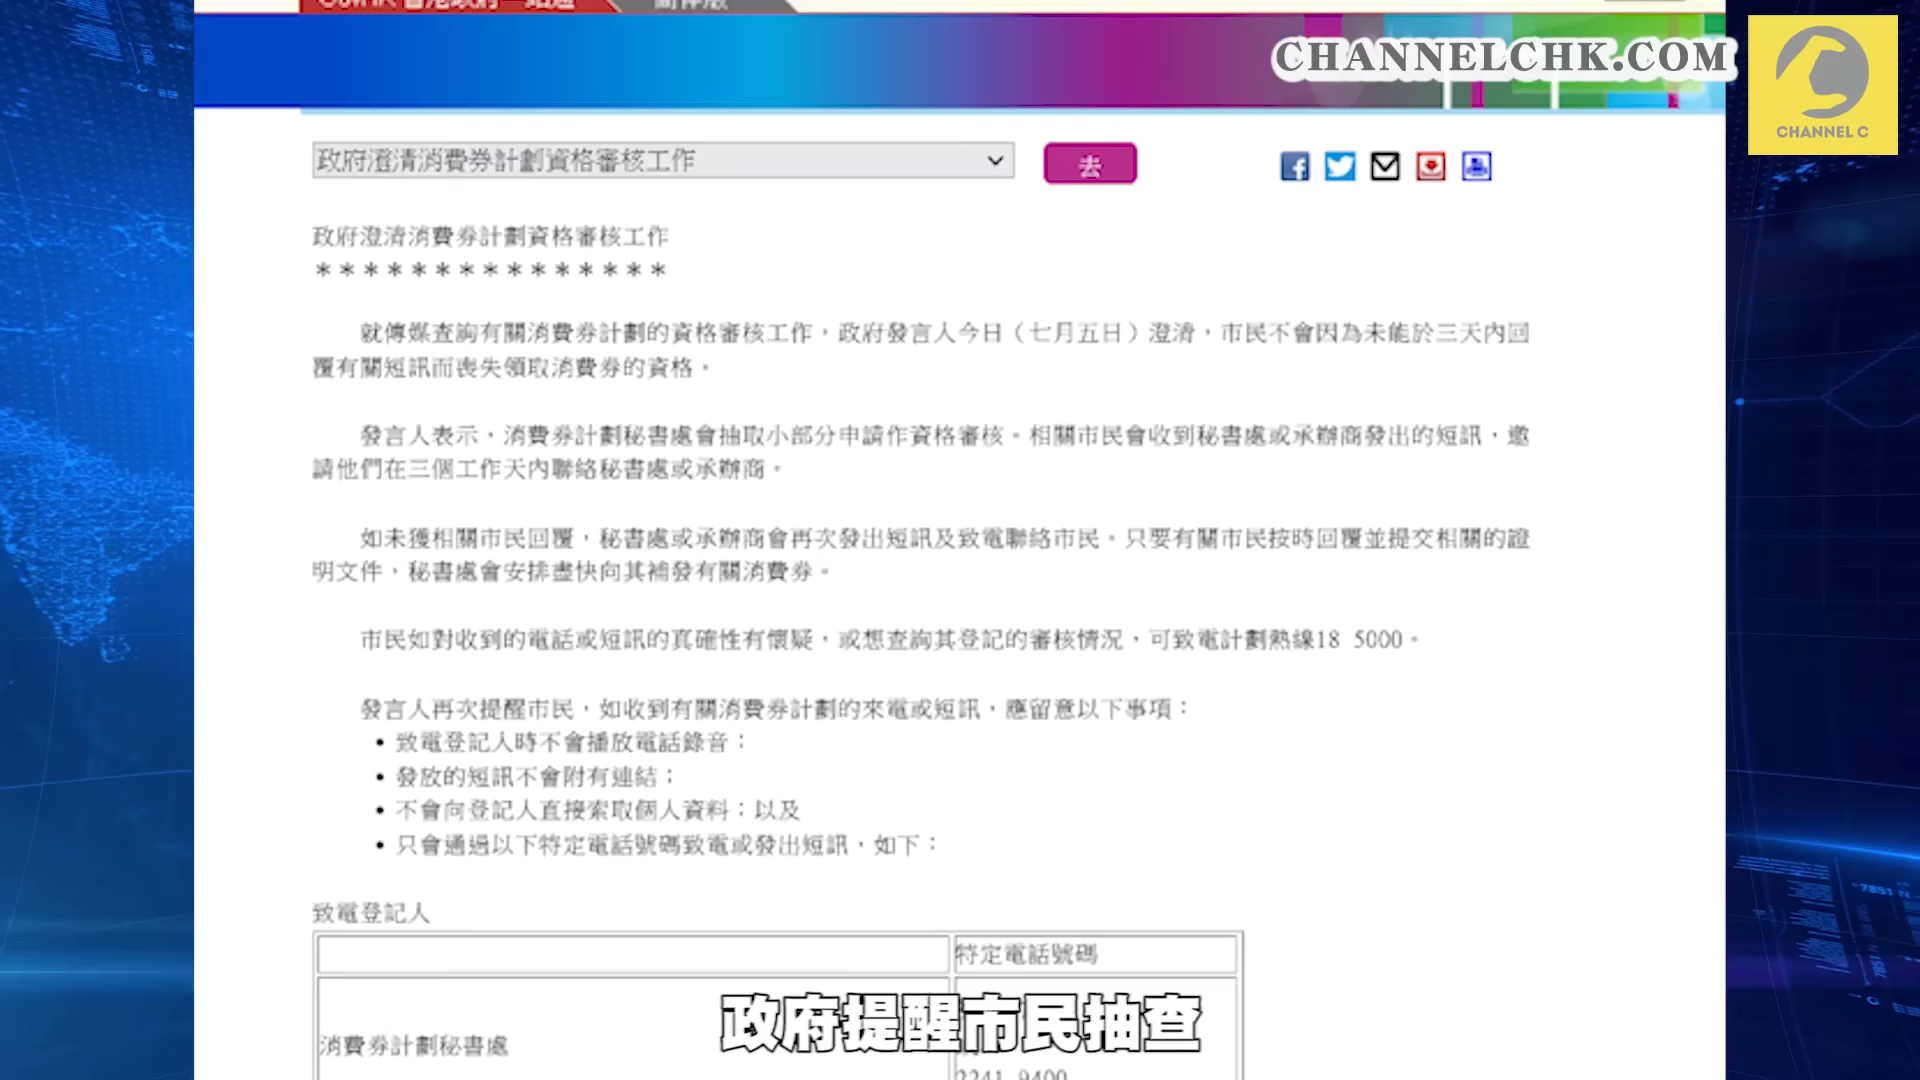 GovHK 香港政府一站通
CHANNELCHK.COM
CHANNEL C
政府澄清消費券計劃資格審核工作
去
政府澄清消費券計劃資格審核工作
＊＊＊＊＊＊＊＊＊＊＊＊＊＊＊
就傳媒查詢有關消費券計劃的資格審核工作，政府發言人今日（七月五日）澄清，市民不會因為未能於三天內回
覆有關短訊而喪失領取消費券的資格。
發言人表示，消費券計劃秘書處會抽取小部分申請作資格審核。相關市民會收到秘書處或承辦商發出的短訊，邀
請他們在三個工作天內聯絡秘書處或承辦商。
如未獲相關市民回覆，秘書處或承辦商會再次發出短訊及致電聯絡市民。只要有關市民按時回覆並提交相關的證
明文件，秘書處會安排盡快向其補發有關消費券。
市民如對收到的電話或短訊的真確性有懷疑，或想查詢其登記的審核情況，可致電計劃熱線18 5000。
發言人再次提醒市民，如收到有關消費券計劃的來電或短訊，應留意以下事項：
• 致電登記人時不會播放電話錄音；
• 發放的短訊不會附有連結；
• 不會向登記人直接索取個人資料；以及
• 只會通過以下特定電話號碼致電或發出短訊，如下：
致電登記人
特定電話號碼
政府提醒市民抽查
消費券計劃秘書處
2241 9400
7851
7851